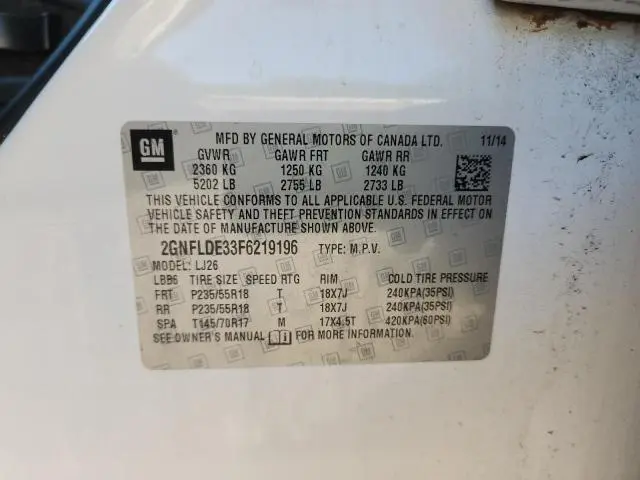 GM
MFD BY GENERAL MOTORS OF CANADA LTD. 11/14
GVWR GAWR FRT GAWR RR
2360 KG 1250 KG 1240 KG
5202 LB 2755 LB 2733 LB
THIS VEHICLE CONFORMS TO ALL APPLICABLE U.S. FEDERAL MOTOR
VEHICLE SAFETY AND THEFT PREVENTION STANDARDS IN EFFECT ON
THE DATE OF MANUFACTURE SHOWN ABOVE.
2GNFLDE33F6219196 TYPE: M.P.V.
MODEL: LJ26
LBB6 TIRE SIZE SPEED RTG RIM COLD TIRE PRESSURE
FRT P235/55R18 T 18X7J 240KPA(35PSI)
RR P235/55R18 T 18X7J 240KPA(35PSI)
SPA T145/70R17 M 17X4.5T 420KPA(60PSI)
SEE OWNER'S MANUAL i FOR MORE INFORMATION.